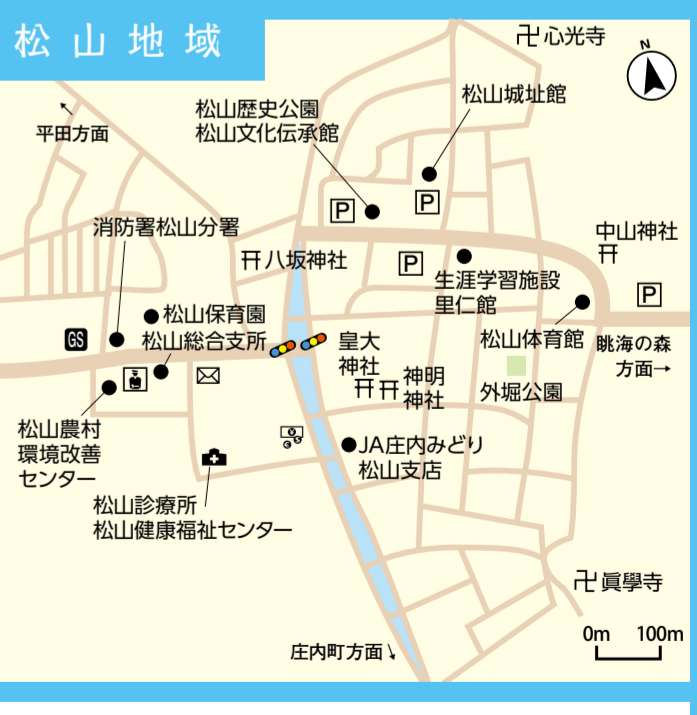 松山地域
卍心光寺
N
平田方面
松山歴史公園
松山文化伝承館
松山城址館
P
P
消防署松山分署
八坂神社
P
中山神社
生涯学習施設
里仁館
P
松山保育園
GS
松山総合支所
皇大
神社
松山体育館
眺海の森
方面→
神明
神社
外堀公園
松山農村
環境改善
センター
JA庄内みどり
松山支店
松山診療所
松山健康福祉センター
卍眞學寺
庄内町方面
0m 100m